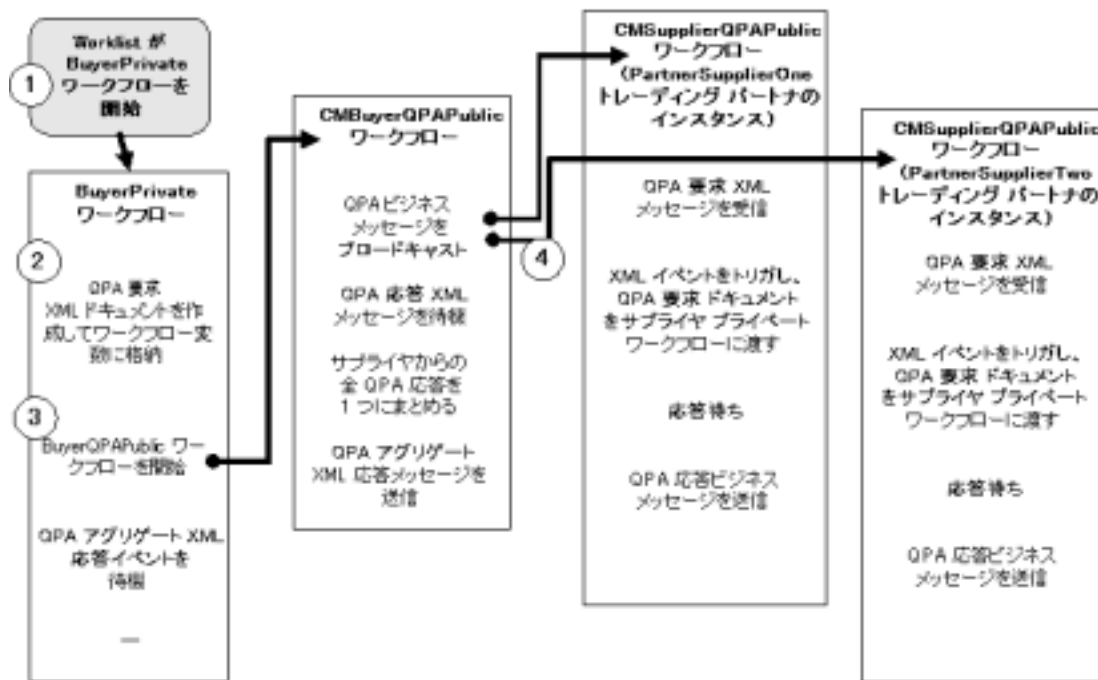 Worklist が
BuyerPrivate
ワークフローを
開始
1
BuyerPrivate
ワークフロー
2
QPA 要求
XML ドキュメントを作
成してワークフロー変
数に格納
3
BuyerQPAPublic ワー
クフローを開始
QPA アグリゲート XML
応答イベントを
待機
—
CMBuyerQPAPublic
ワークフロー
QPAビジネス
メッセージを
ブロードキャスト
4
QPA 応答 XML
メッセージを待機
サプライヤからの
全 QPA 応答を
1 つにまとめる
QPA アグリゲート
XML 応答メッセージを
送信
CMSupplierQPAPublic
ワークフロー
(PartnerSupplierOne
トレーディング パートナの
インスタンス)
QPA 要求 XML
メッセージを受信
XML イベントをトリガし、
QPA 要求 ドキュメント
をサプライヤ プライベート
ワークフローに渡す
応答待ち
QPA 応答ビジネス
メッセージを送信
CMSupplierQPAPublic
ワークフロー
(PartnerSupplierTwo
トレーディング パートナの
インスタンス)
QPA 要求 XML
メッセージを受信
XML イベントをトリガし、
QPA 要求 ドキュメント
をサプライヤ プライベート
ワークフローに渡す
応答待ち
QPA 応答ビジネス
メッセージを送信